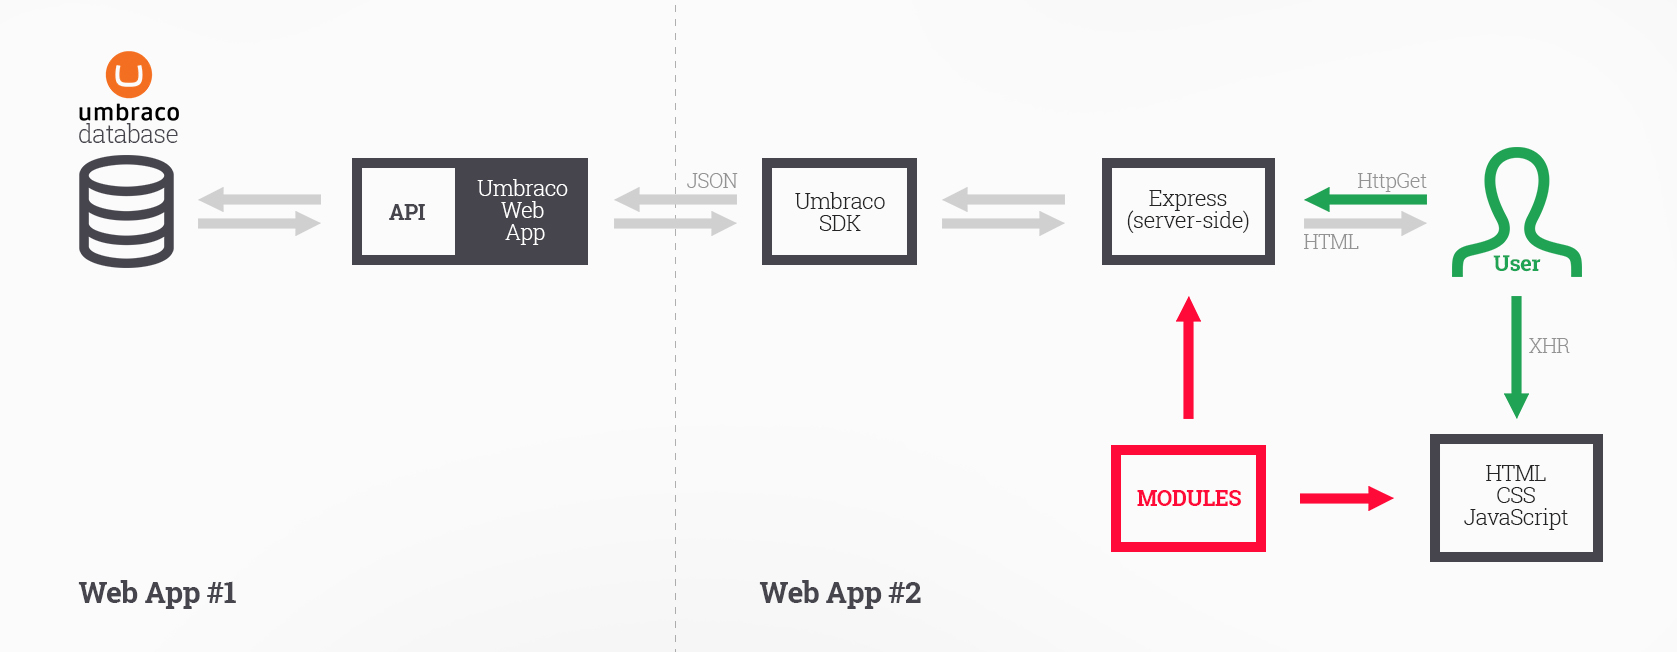 umbraco
database
API
Umbraco
Web
App
JSON
Umbraco
SDK
Express
(server-side)
HttpGet
HTML
User
XHR
MODULES
HTML
CSS
JavaScript
Web App #1
Web App #2